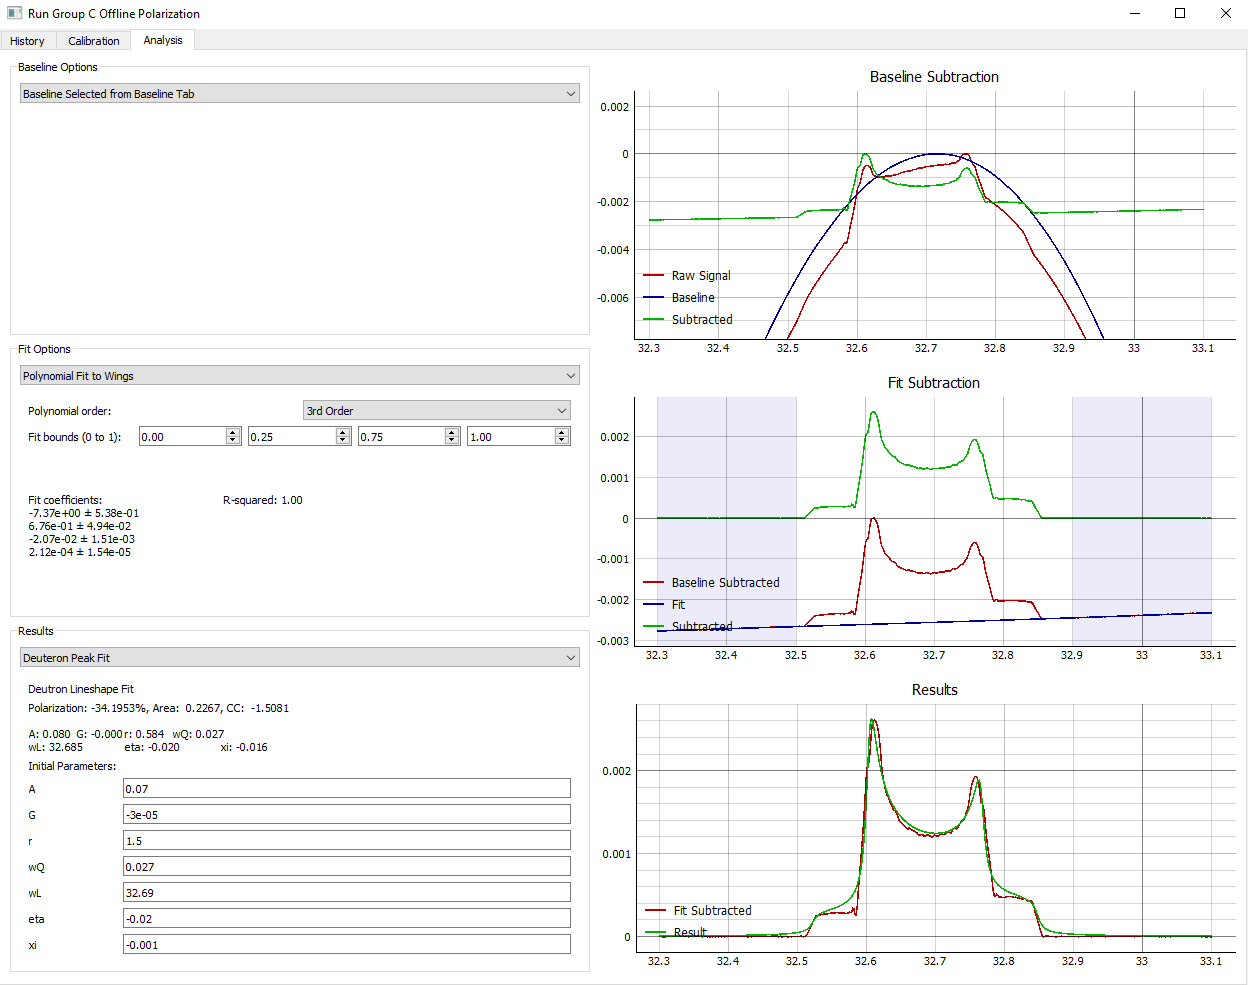 Run Group C Offline Polarization
History
Calibration
Analysis
Baseline Options
Baseline Selected from Baseline Tab
Fit Options
Polynomial Fit to Wings
Polynomial order:
3rd Order
Fit bounds (0 to 1):
0.00
0.25
0.75
1.00
Fit coefficients:
R-squared: 1.00
-7.37e+00 ± 5.38e-01
6.76e-01 ± 4.94e-02
-2.07e-02 ± 1.51e-03
2.12e-04 ± 1.54e-05
Results
Deuteron Peak Fit
Deutron Lineshape Fit
Polarization: -34.1953%, Area: 0.2267, CC: -1.5081
A: 0.080 G: -0.000r: 0.584 wQ: 0.027
wL: 32.685 eta: -0.020 xi: -0.016
Initial Parameters:
A
0.07
G
-3e-05
r
1.5
wQ
0.027
wL
32.69
eta
-0.02
xi
-0.001
Baseline Subtraction
0.002
0
-0.002
-0.004
-0.006
Raw Signal
Baseline
Subtracted
32.3 32.4 32.5 32.6 32.7 32.8 32.9 33 33.1
Fit Subtraction
0.002
0.001
0
-0.001
-0.002
-0.003
Baseline Subtracted
Fit
Subtracted
32.3 32.4 32.5 32.6 32.7 32.8 32.9 33 33.1
Results
0.002
0.001
0
Fit Subtracted
Result
32.3 32.4 32.5 32.6 32.7 32.8 32.9 33 33.1